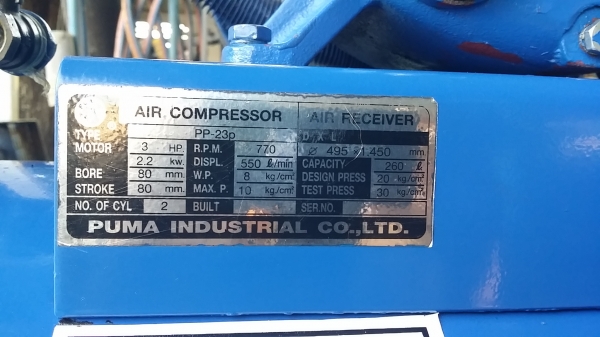 AIR COMPRESSOR AIR RECEIVER
TYPE PP-23p D. × L.
MOTOR 3 HP. R.P.M. 770 ø 495 1,450 mm
2.2 kw. DISPL. 550 ℓ/min CAPACITY 260 ℓ
BORE 80 mm. W.P. 8 kg/cm² DESIGN PRESS 20 kg/cm²
STROKE 80 mm. MAX. P. 10 kg/cm² TEST PRESS 30 kg/cm²
NO. OF CYL 2 BUILT SER.NO.
PUMA INDUSTRIAL CO.,LTD.